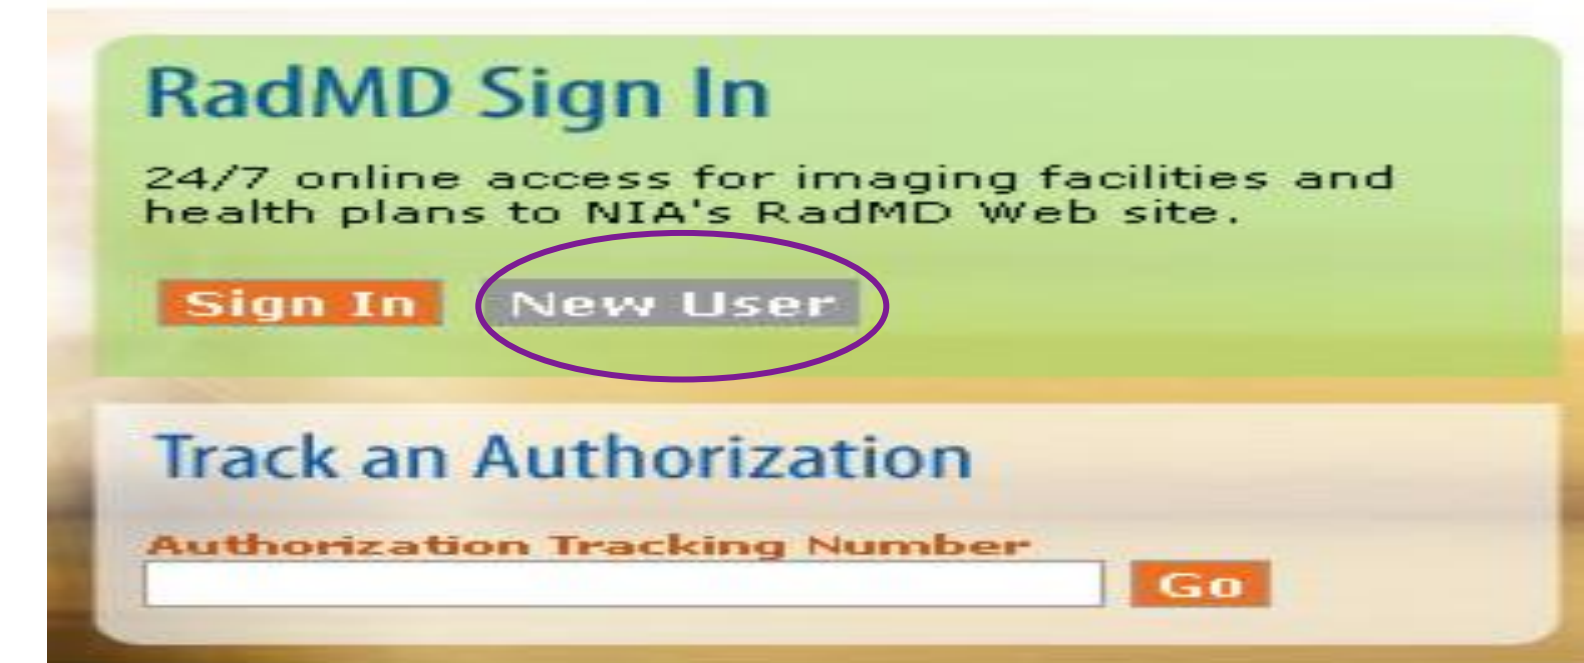 RadMD Sign In
24/7 online access for imaging facilities and
health plans to NIA's RadMD Web site.
Sign In New User
Track an Authorization
Authorization Tracking Number
Go